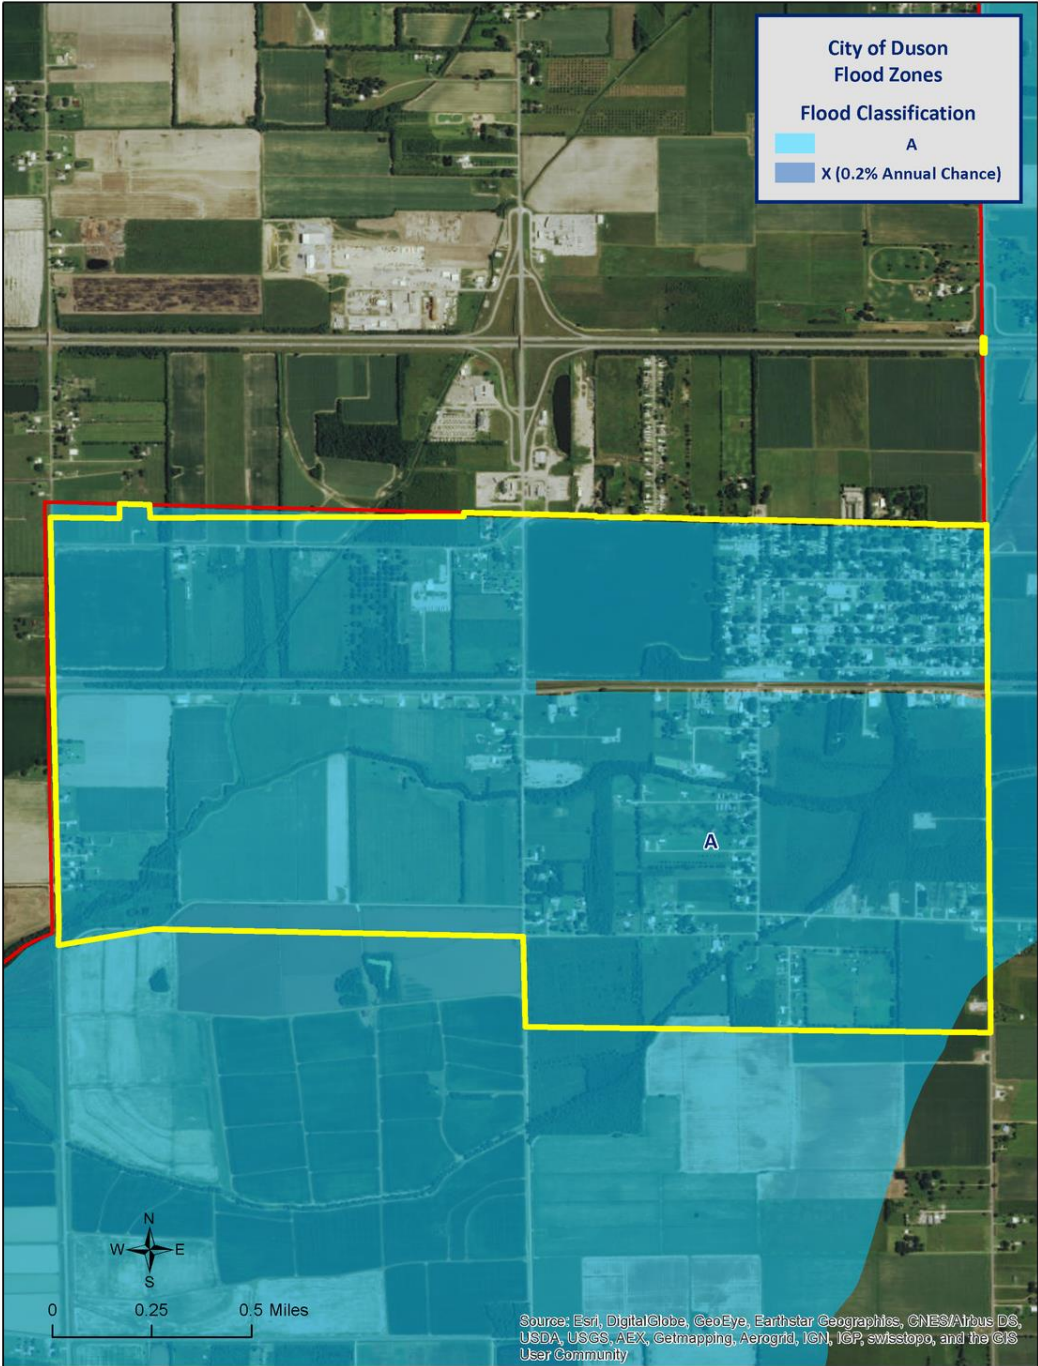 City of Duson
Flood Zones
Flood Classification
A
X (0.2% Annual Chance)
A
N
W E
S
0 0.25 0.5 Miles
Source: Esri, DigitalGlobe, GeoEye, Earthstar Geographics, CNES/Airbus DS,
USDA, USGS, AEX, Getmapping, Aerogrid, IGN, IGP, swisstopo, and the GIS
User Community